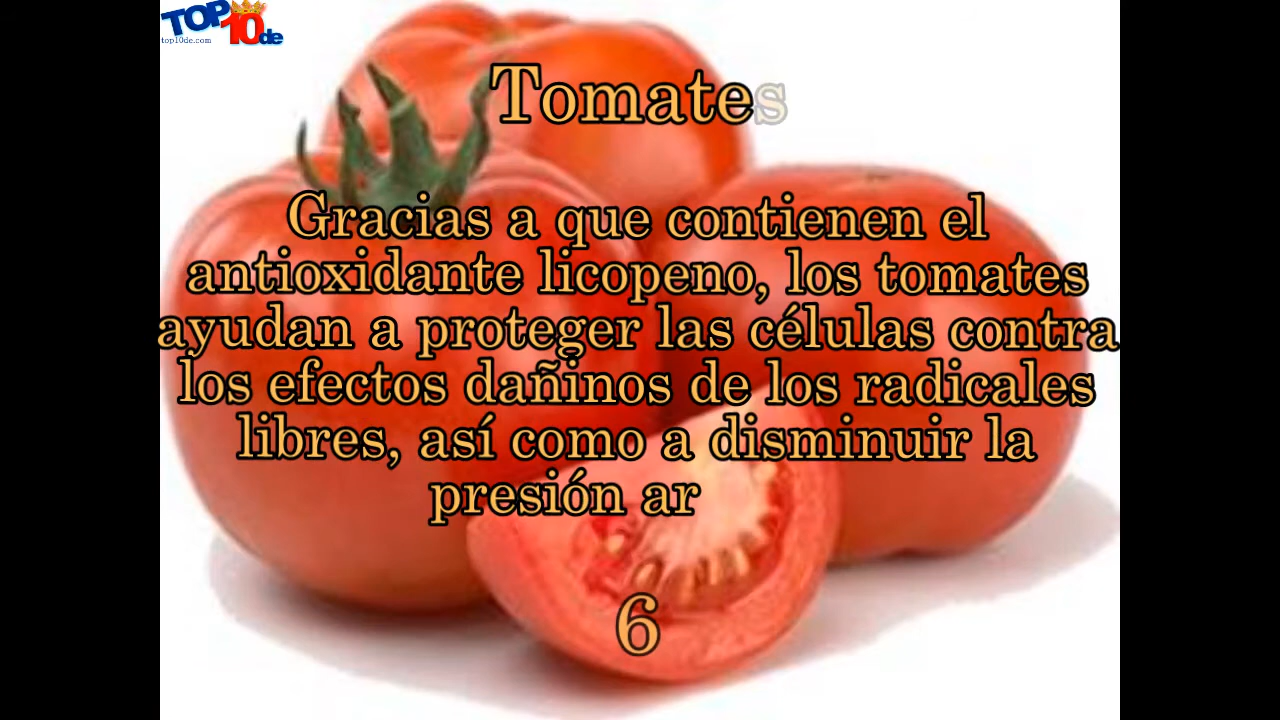 TOP10de
top10de.com
Tomates
Gracias a que contienen el
antioxidante licopeno, los tomates
ayudan a proteger las células contra
los efectos dañinos de los radicales
libres, así como a disminuir la
presión ar
6